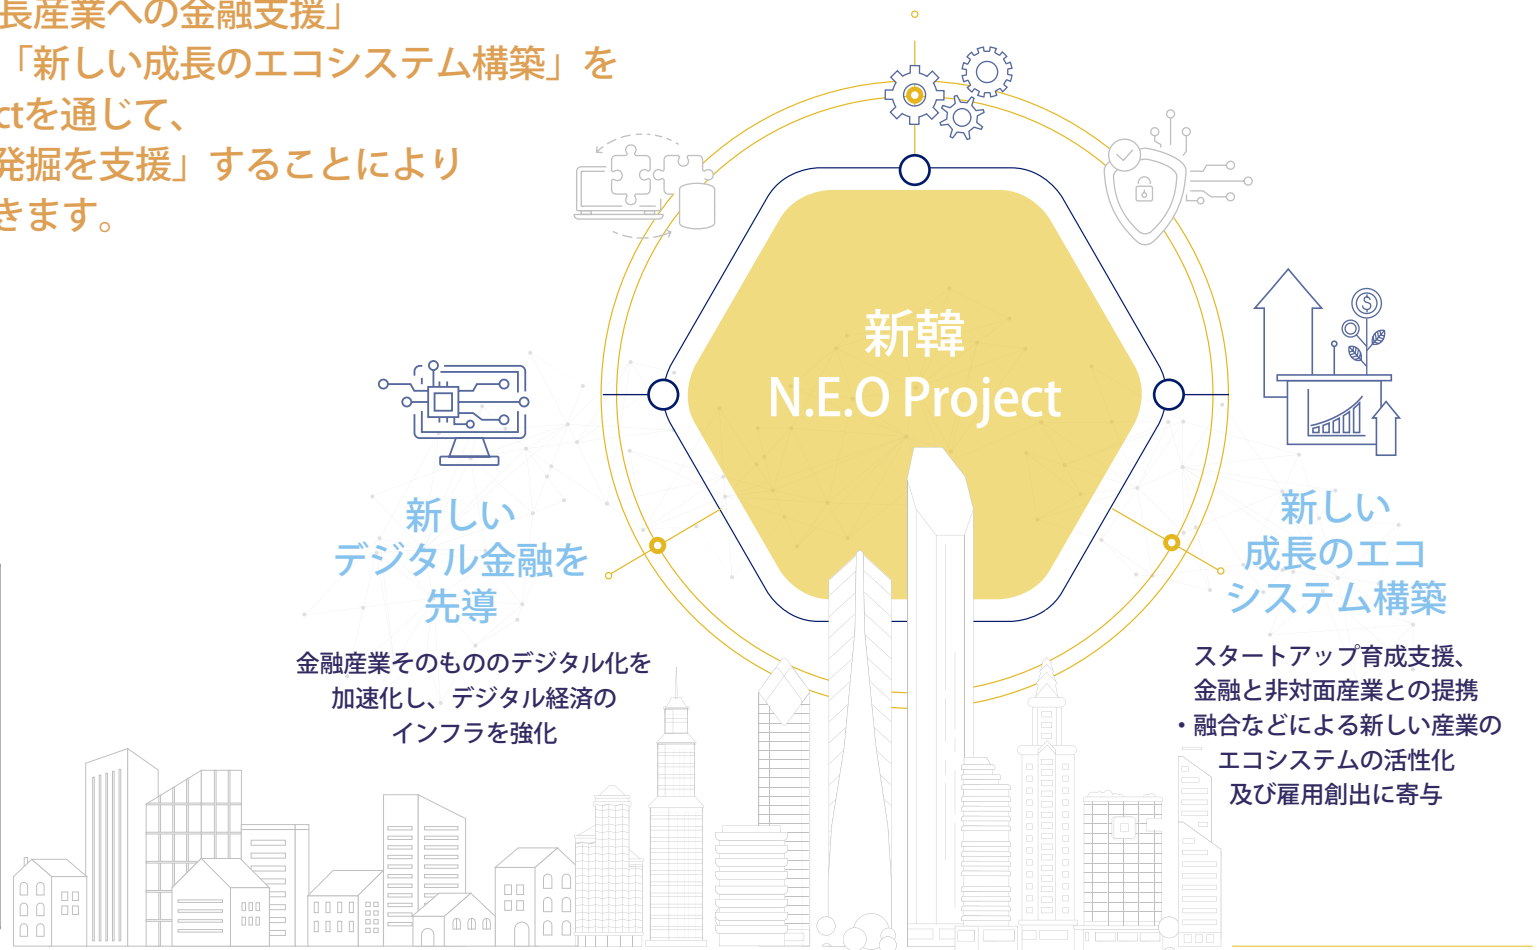 長産業への金融支援」
「新しい成長のエコシステム構築」を
ctを通じて、
発掘を支援」することにより
きます。
新韓
N.E.O Project
新しい
デジタル金融を
先導
金融産業そのもののデジタル化を
加速化し、デジタル経済の
インフラを強化
新しい
成長のエコ
システム構築
スタートアップ育成支援、
金融と非対面産業との提携
・融合などによる新しい産業の
エコシステムの活性化
及び雇用創出に寄与